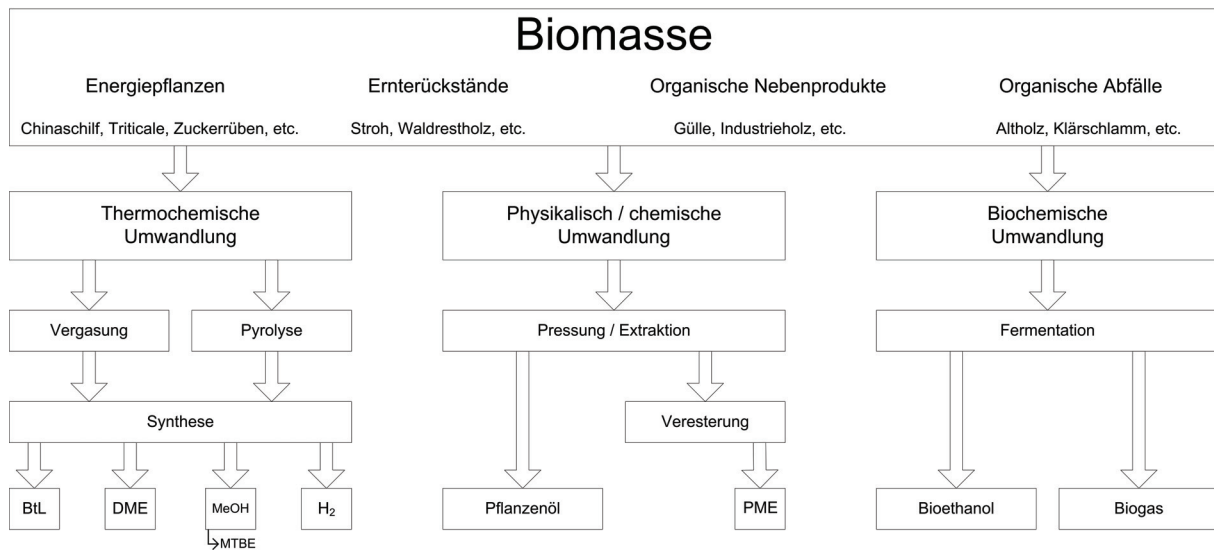 Biomasse
Energiepflanzen
Ernterückstände
Organische Nebenprodukte
Organische Abfälle
Chinaschilf, Triticale, Zuckerrüben, etc.
Stroh, Waldrestholz, etc.
Gülle, Industrieholz, etc.
Altholz, Klärschlamm, etc.
Thermochemische
Umwandlung
Physikalisch / chemische
Umwandlung
Biochemische
Umwandlung
Vergasung
Pyrolyse
Pressung / Extraktion
Fermentation
Synthese
Veresterung
BtL
DME
MeOH
H₂
Pflanzenöl
PME
Bioethanol
Biogas
MTBE